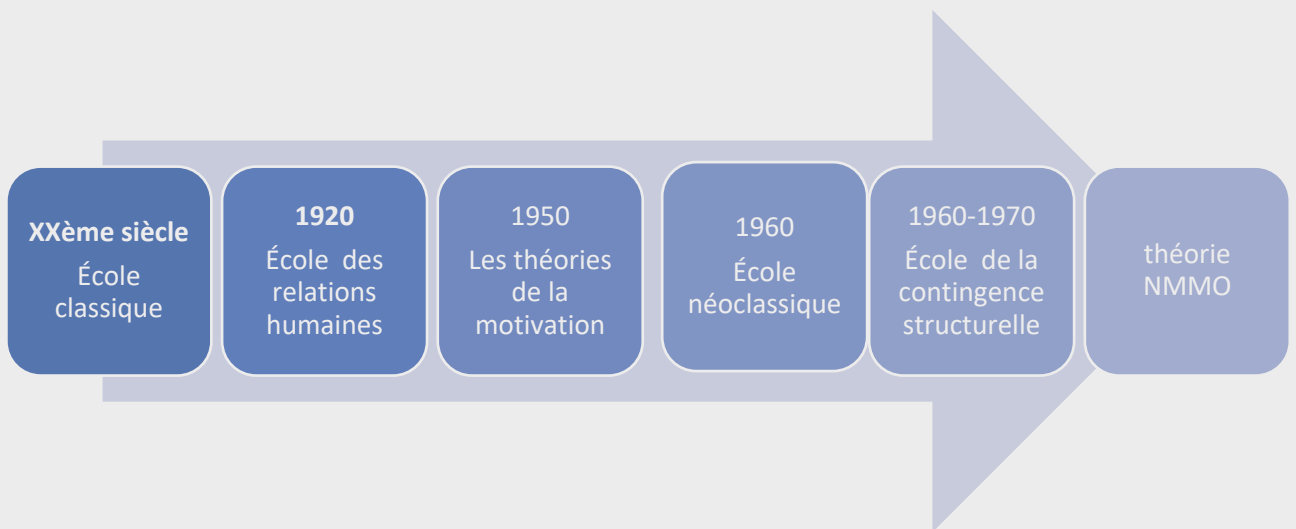 XXème siècle
École
classique
1920
École des
relations
humaines
1950
Les théories
de la
motivation
1960
École
néoclassique
1960-1970
École de la
contingence
structurelle
théorie
NMMO